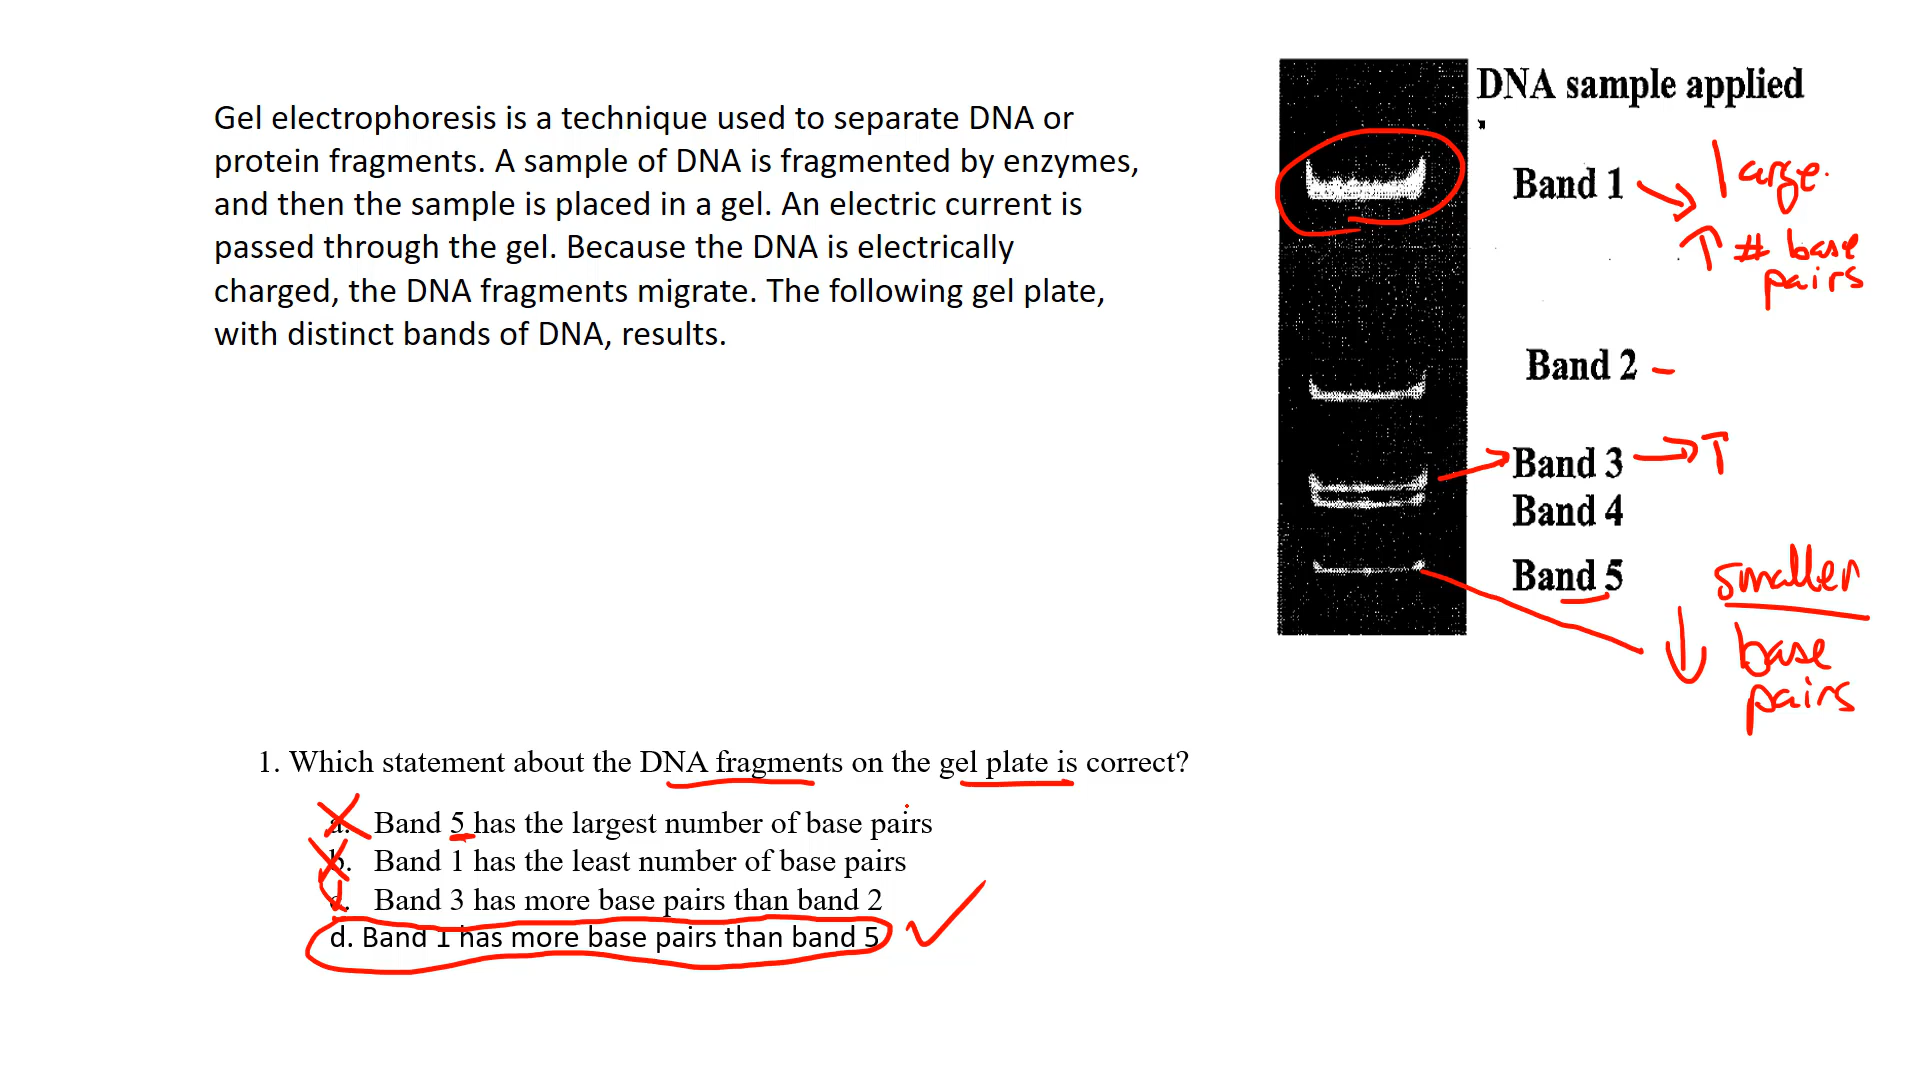 Gel electrophoresis is a technique used to separate DNA or
protein fragments. A sample of DNA is fragmented by enzymes,
and then the sample is placed in a gel. An electric current is
passed through the gel. Because the DNA is electrically
charged, the DNA fragments migrate. The following gel plate,
with distinct bands of DNA, results.
DNA sample applied
Band 1 large.
↑ # base
pairs
Band 2
Band 3 ↑
Band 4
Band 5 smaller
↓ base
pairs
1. Which statement about the DNA fragments on the gel plate is correct?
a. Band 5 has the largest number of base pairs
b. Band 1 has the least number of base pairs
c. Band 3 has more base pairs than band 2
d. Band 1 has more base pairs than band 5